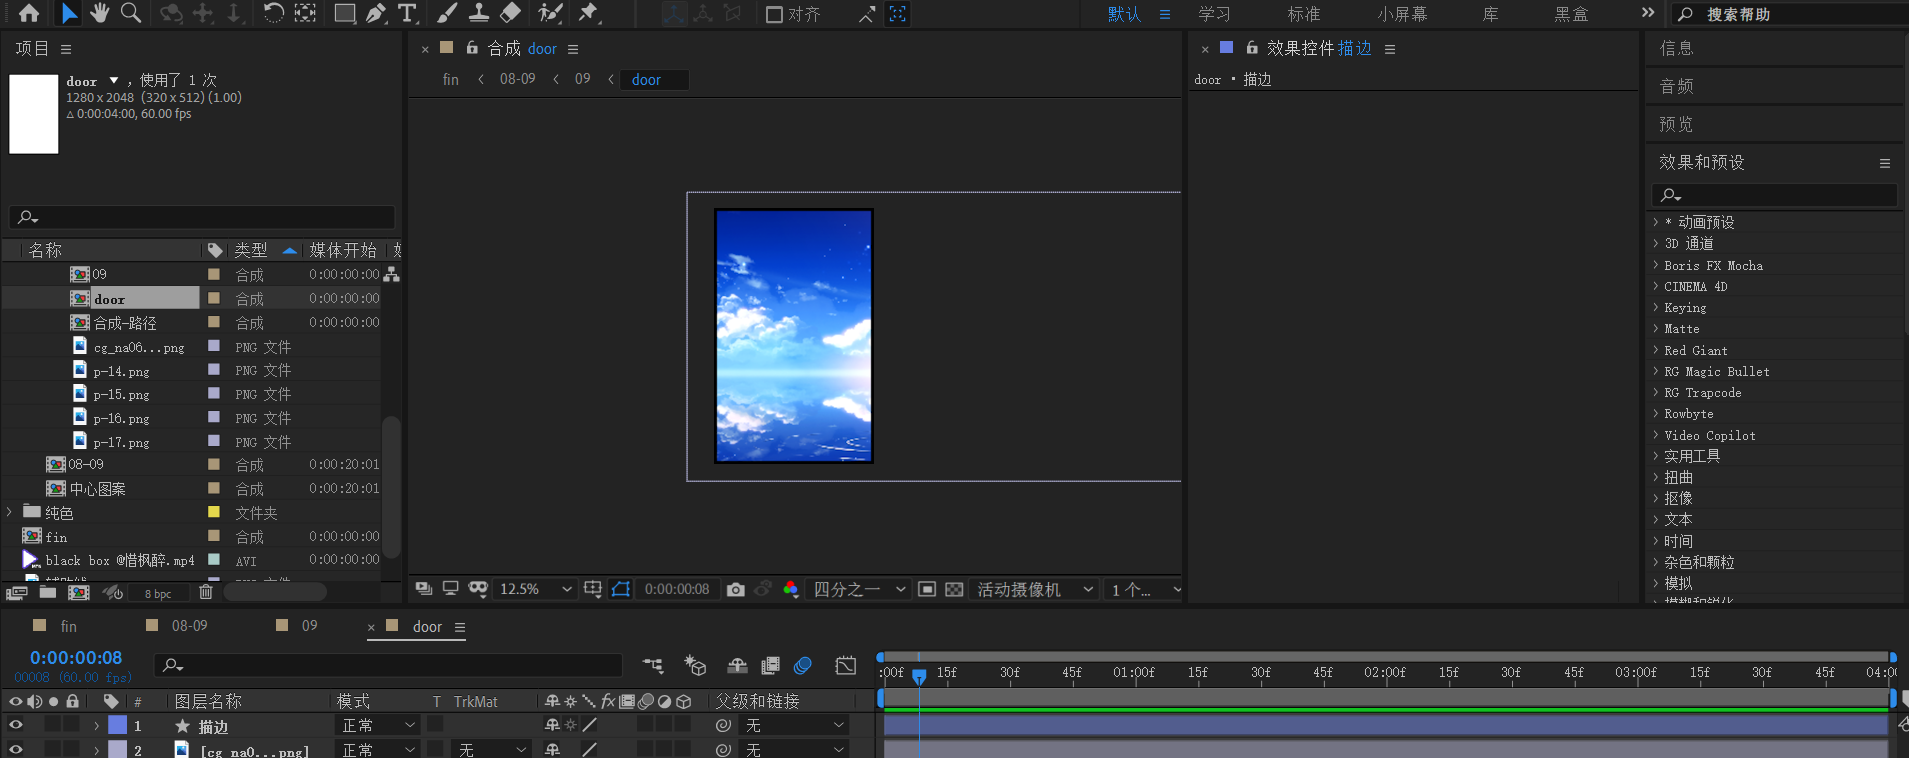 对齐
默认
学习
标准
小屏幕
库
黑盒
搜索帮助
项目
door ，使用了 1 次
1280 x 2048 (320 x 512) (1.00)
Δ 0:00:04:00, 60.00 fps
名称 类型 媒体开始
09 合成 0:00:00:00
door 合成 0:00:00:00
合成-路径 合成 0:00:00:00
cg_na06...png PNG 文件
p-14.png PNG 文件
p-15.png PNG 文件
p-16.png PNG 文件
p-17.png PNG 文件
08-09 合成 0:00:20:01
中心图案 合成 0:00:20:01
纯色 文件夹
fin 合成 0:00:00:00
black box @惜枫醉.mp4 AVI 0:00:00:00
8 bpc
× 合成 door
fin < 08-09 < 09 < door
12.5% 0:00:00:08 四分之一 活动摄像机 1 个...
× 效果控件 描边
door · 描边
信息
音频
预览
效果和预设
* 动画预设
3D 通道
Boris FX Mocha
CINEMA 4D
Keying
Matte
Red Giant
RG Magic Bullet
RG Trapcode
Rowbyte
Video Copilot
实用工具
扭曲
抠像
文本
时间
杂色和颗粒
模拟
fin 08-09 09 × door
0:00:00:08
00008 (60.00 fps)
:00f 15f 30f 45f 01:00f 15f 30f 45f 02:00f 15f 30f 45f 03:00f 15f 30f 45f 04:00
# 图层名称 模式 T TrkMat fx 父级和链接
1 描边 正常 无
2 [cg_na0...png] 正常 无 无